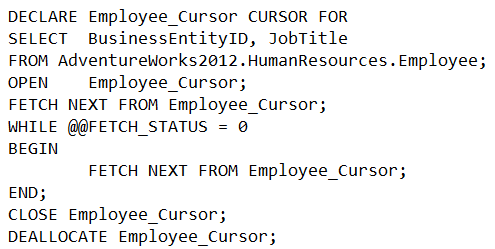 DECLARE Employee_Cursor CURSOR FOR
SELECT  BusinessEntityID, JobTitle
FROM AdventureWorks2012.HumanResources.Employee;
OPEN    Employee_Cursor;
FETCH NEXT FROM Employee_Cursor;
WHILE @@FETCH_STATUS = 0
BEGIN
        FETCH NEXT FROM Employee_Cursor;
END;
CLOSE Employee_Cursor;
DEALLOCATE Employee_Cursor;